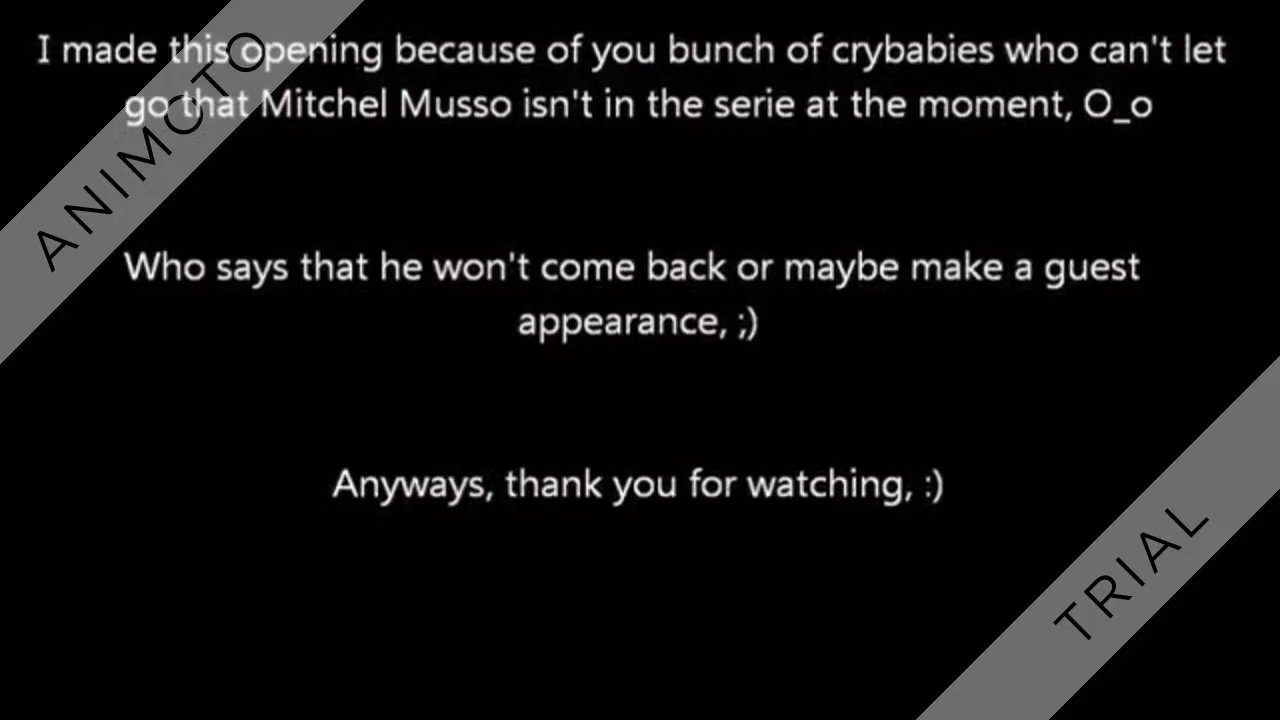 I made this opening because of you bunch of crybabies who can't let
go that Mitchel Musso isn't in the serie at the moment, O_o
Who says that he won't come back or maybe make a guest
appearance, ;)
Anyways, thank you for watching, :)
ANIMOTO
TRIAL